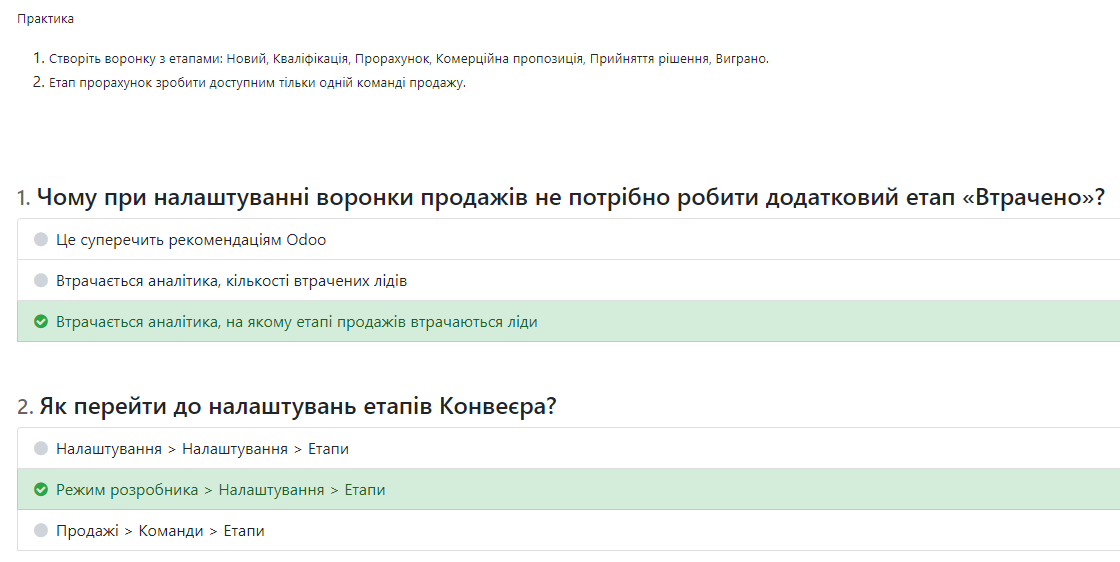 Практика
1. Створіть воронку з етапами: Новий, Кваліфікація, Прорахунок, Комерційна пропозиція, Прийняття рішення, Виграно.
2. Етап прорахунок зробити доступним тільки одній команді продажу.
1. Чому при налаштуванні воронки продажів не потрібно робити додатковий етап «Втрачено»?
Це суперечить рекомендаціям Odoo
Втрачається аналітика, кількості втрачених лідів
Втрачається аналітика, на якому етапі продажів втрачаються ліди
2. Як перейти до налаштувань етапів Конвеєра?
Налаштування > Налаштування > Етапи
Режим розробника > Налаштування > Етапи
Продажі > Команди > Етапи